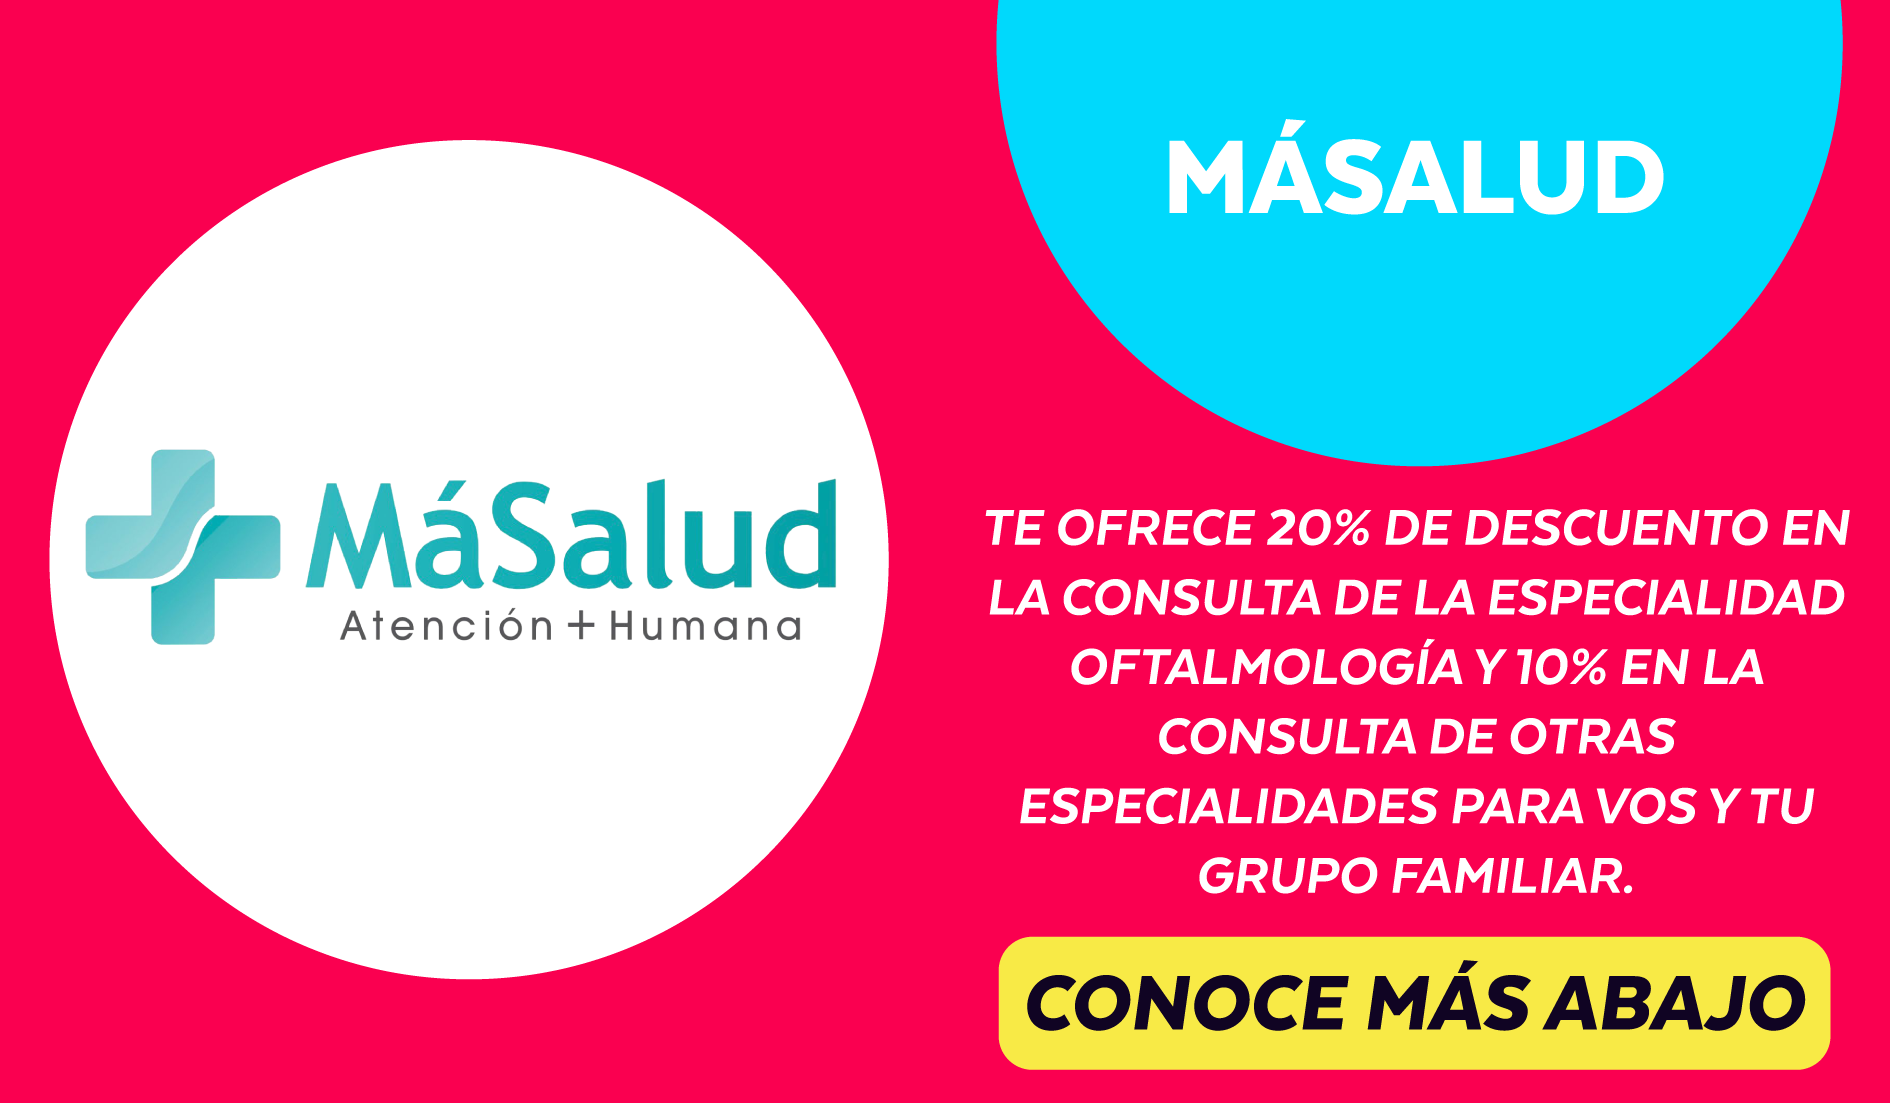 MáSalud
Atención + Humana
MÁSALUD
TE OFRECE 20% DE DESCUENTO EN
LA CONSULTA DE LA ESPECIALIDAD
OFTALMOLOGÍA Y 10% EN LA
CONSULTA DE OTRAS
ESPECIALIDADES PARA VOS Y TU
GRUPO FAMILIAR.
CONOCE MÁS ABAJO